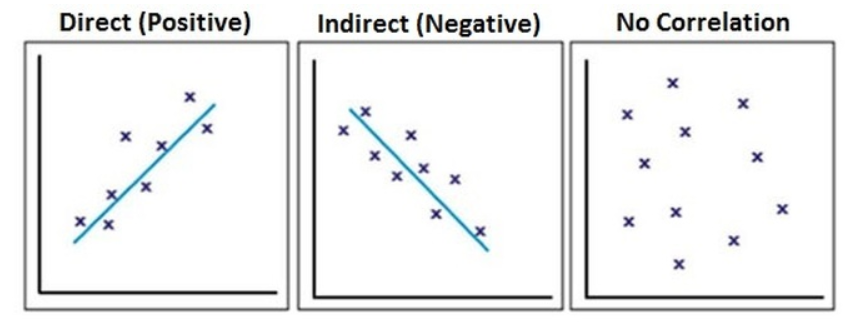 Direct (Positive)
Indirect (Negative)
No Correlation